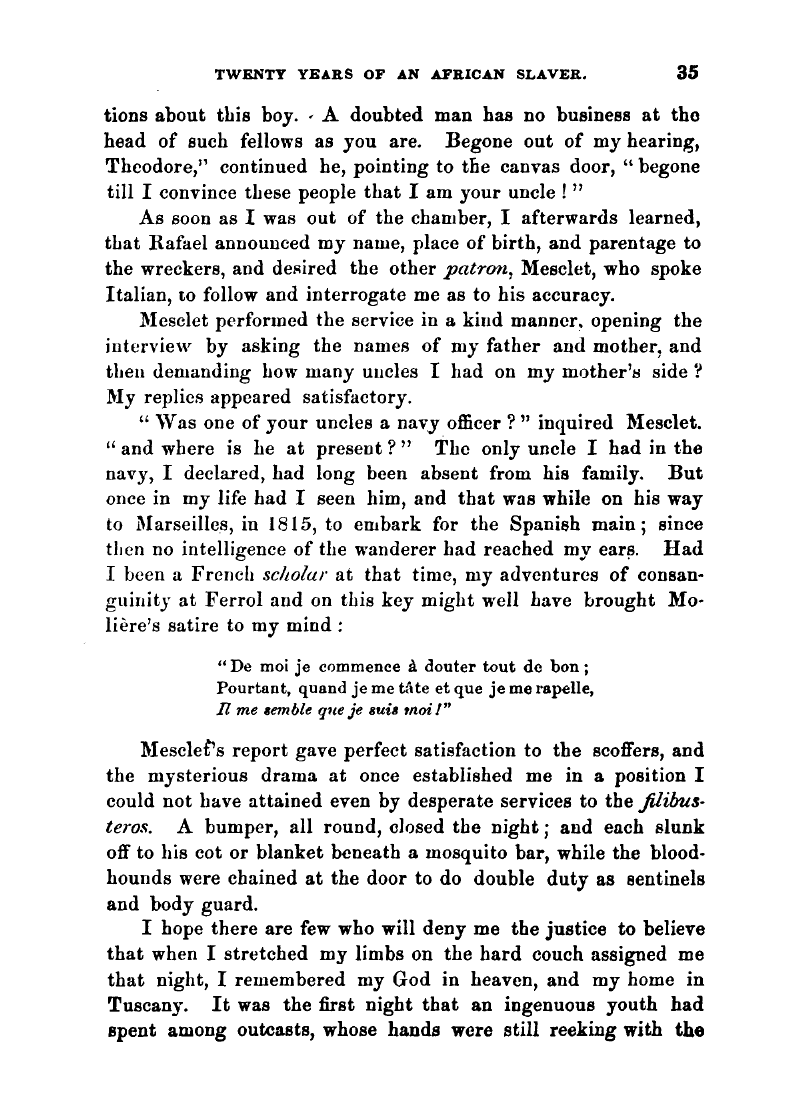 TWENTY YEARS OF AN AFRICAN SLAVER. 35
tions about this boy. A doubted man has no business at the
head of such fellows as you are. Begone out of my hearing,
Theodore," continued he, pointing to the canvas door, "begone
till I convince these people that I am your uncle!"
As soon as I was out of the chamber, I afterwards learned,
that Rafael announced my name, place of birth, and parentage to
the wreckers, and desired the other patron, Mesclet, who spoke
Italian, to follow and interrogate me as to his accuracy.
Mesclet performed the service in a kind manner, opening the
interview by asking the names of my father and mother, and
then demanding how many uncles I had on my mother's side?
My replies appeared satisfactory.
"Was one of your uncles a navy officer?" inquired Mesclet.
"and where is he at present?" The only uncle I had in the
navy, I declared, had long been absent from his family. But
once in my life had I seen him, and that was while on his way
to Marseilles, in 1815, to embark for the Spanish main; since
then no intelligence of the wanderer had reached my ears. Had
I been a French scholar at that time, my adventures of consan-
guinity at Ferrol and on this key might well have brought Mo-
lière's satire to my mind:
"De moi je commence à douter tout de bon;
Pourtant, quand je me tâte et que je me rapelle,
Il me semble que je suis moi!"
Mesclet's report gave perfect satisfaction to the scoffers, and
the mysterious drama at once established me in a position I
could not have attained even by desperate services to the filibus-
teros. A bumper, all round, closed the night; and each slunk
off to his cot or blanket beneath a mosquito bar, while the blood-
hounds were chained at the door to do double duty as sentinels
and body guard.
I hope there are few who will deny me the justice to believe
that when I stretched my limbs on the hard couch assigned me
that night, I remembered my God in heaven, and my home in
Tuscany. It was the first night that an ingenuous youth had
spent among outcasts, whose hands were still reeking with the